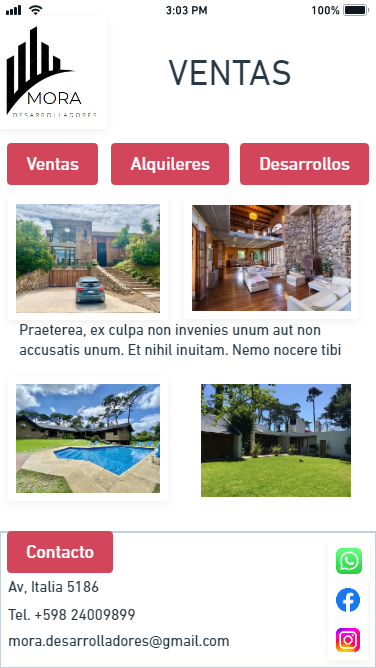 3:03 PM
100%
MORA
DESARROLLADORES
VENTAS
Ventas
Alquileres
Desarrollos
Praeterea, ex culpa non invenies unum aut non
accusatis unum. Et nihil inuitam. Nemo nocere tibi
Contacto
Av, Italia 5186
Tel. +598 24009899
mora.desarrolladores@gmail.com